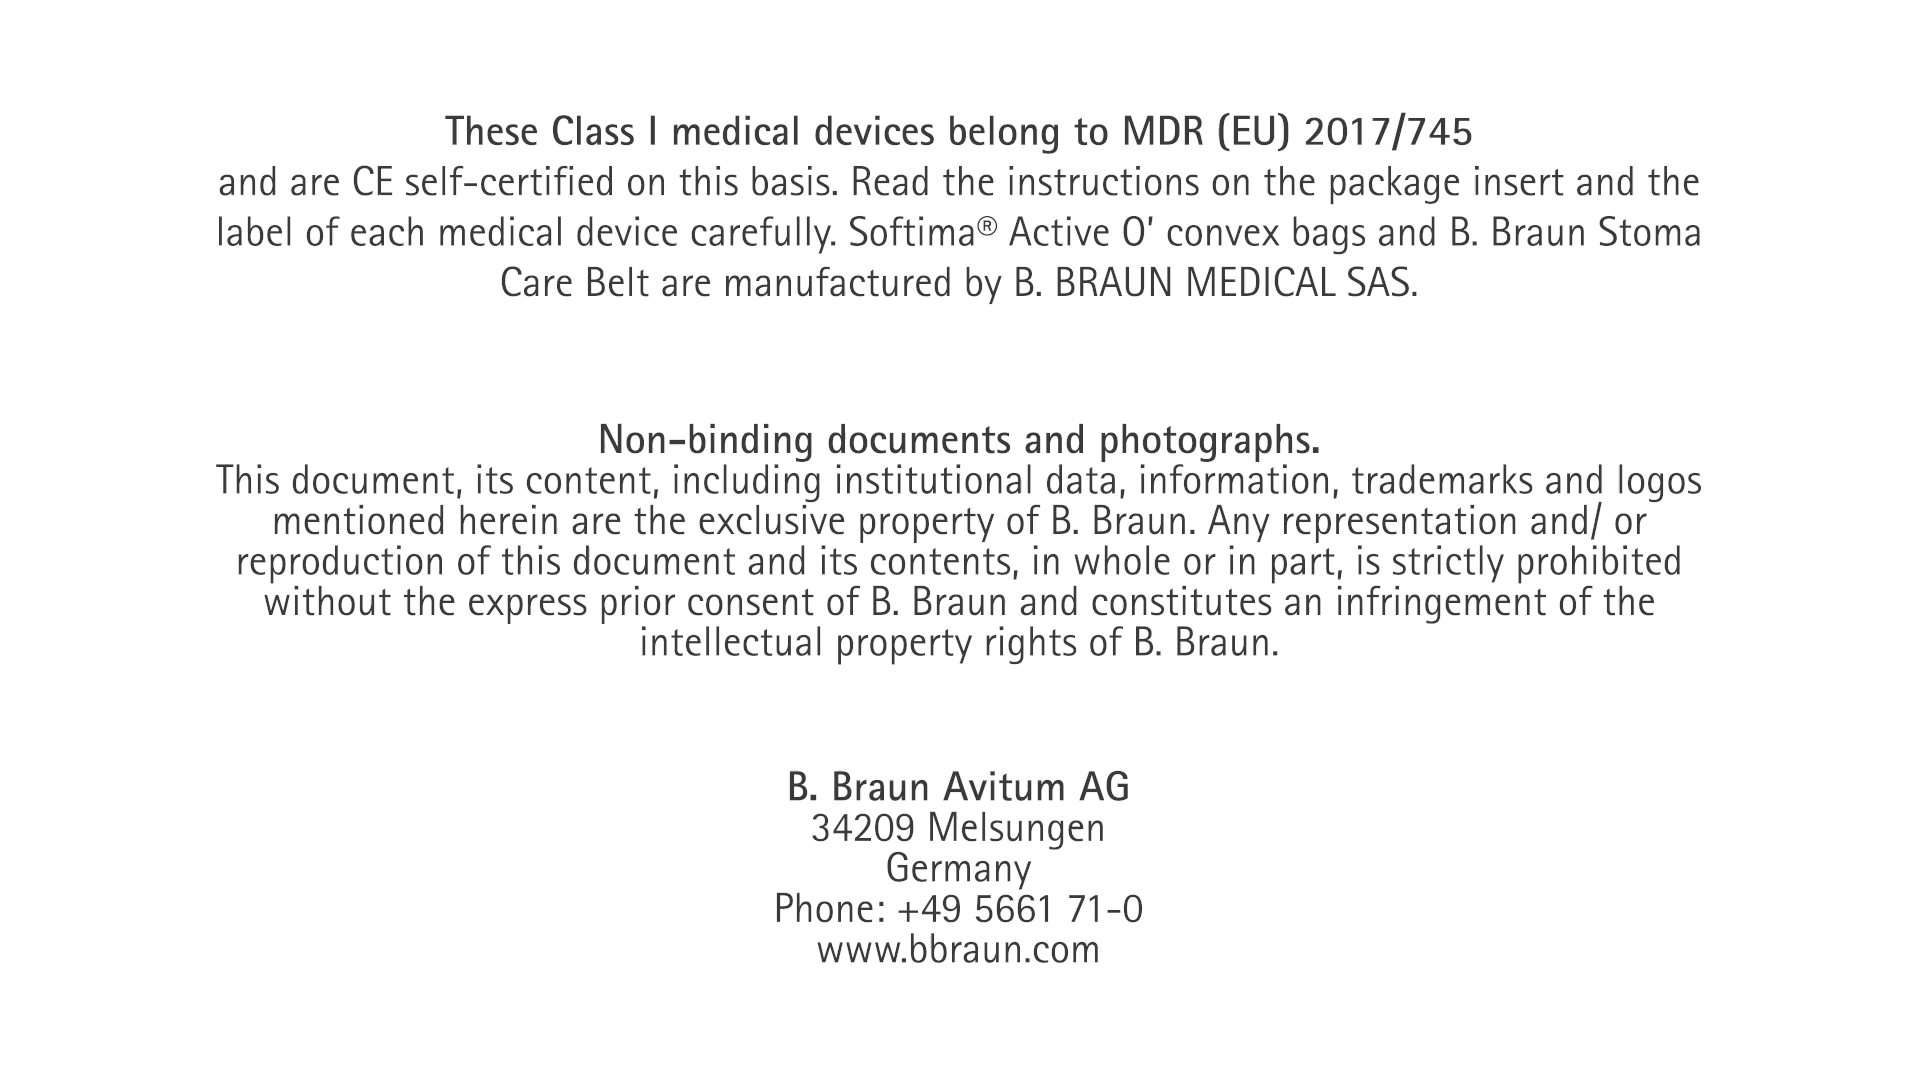 These Class I medical devices belong to MDR (EU) 2017/745
and are CE self-certified on this basis. Read the instructions on the package insert and the
label of each medical device carefully. Softima® Active O’ convex bags and B. Braun Stoma
Care Belt are manufactured by B. BRAUN MEDICAL SAS.
Non-binding documents and photographs.
This document, its content, including institutional data, information, trademarks and logos
mentioned herein are the exclusive property of B. Braun. Any representation and/ or
reproduction of this document and its contents, in whole or in part, is strictly prohibited
without the express prior consent of B. Braun and constitutes an infringement of the
intellectual property rights of B. Braun.
B. Braun Avitum AG
34209 Melsungen
Germany
Phone: +49 5661 71-0
www.bbraun.com